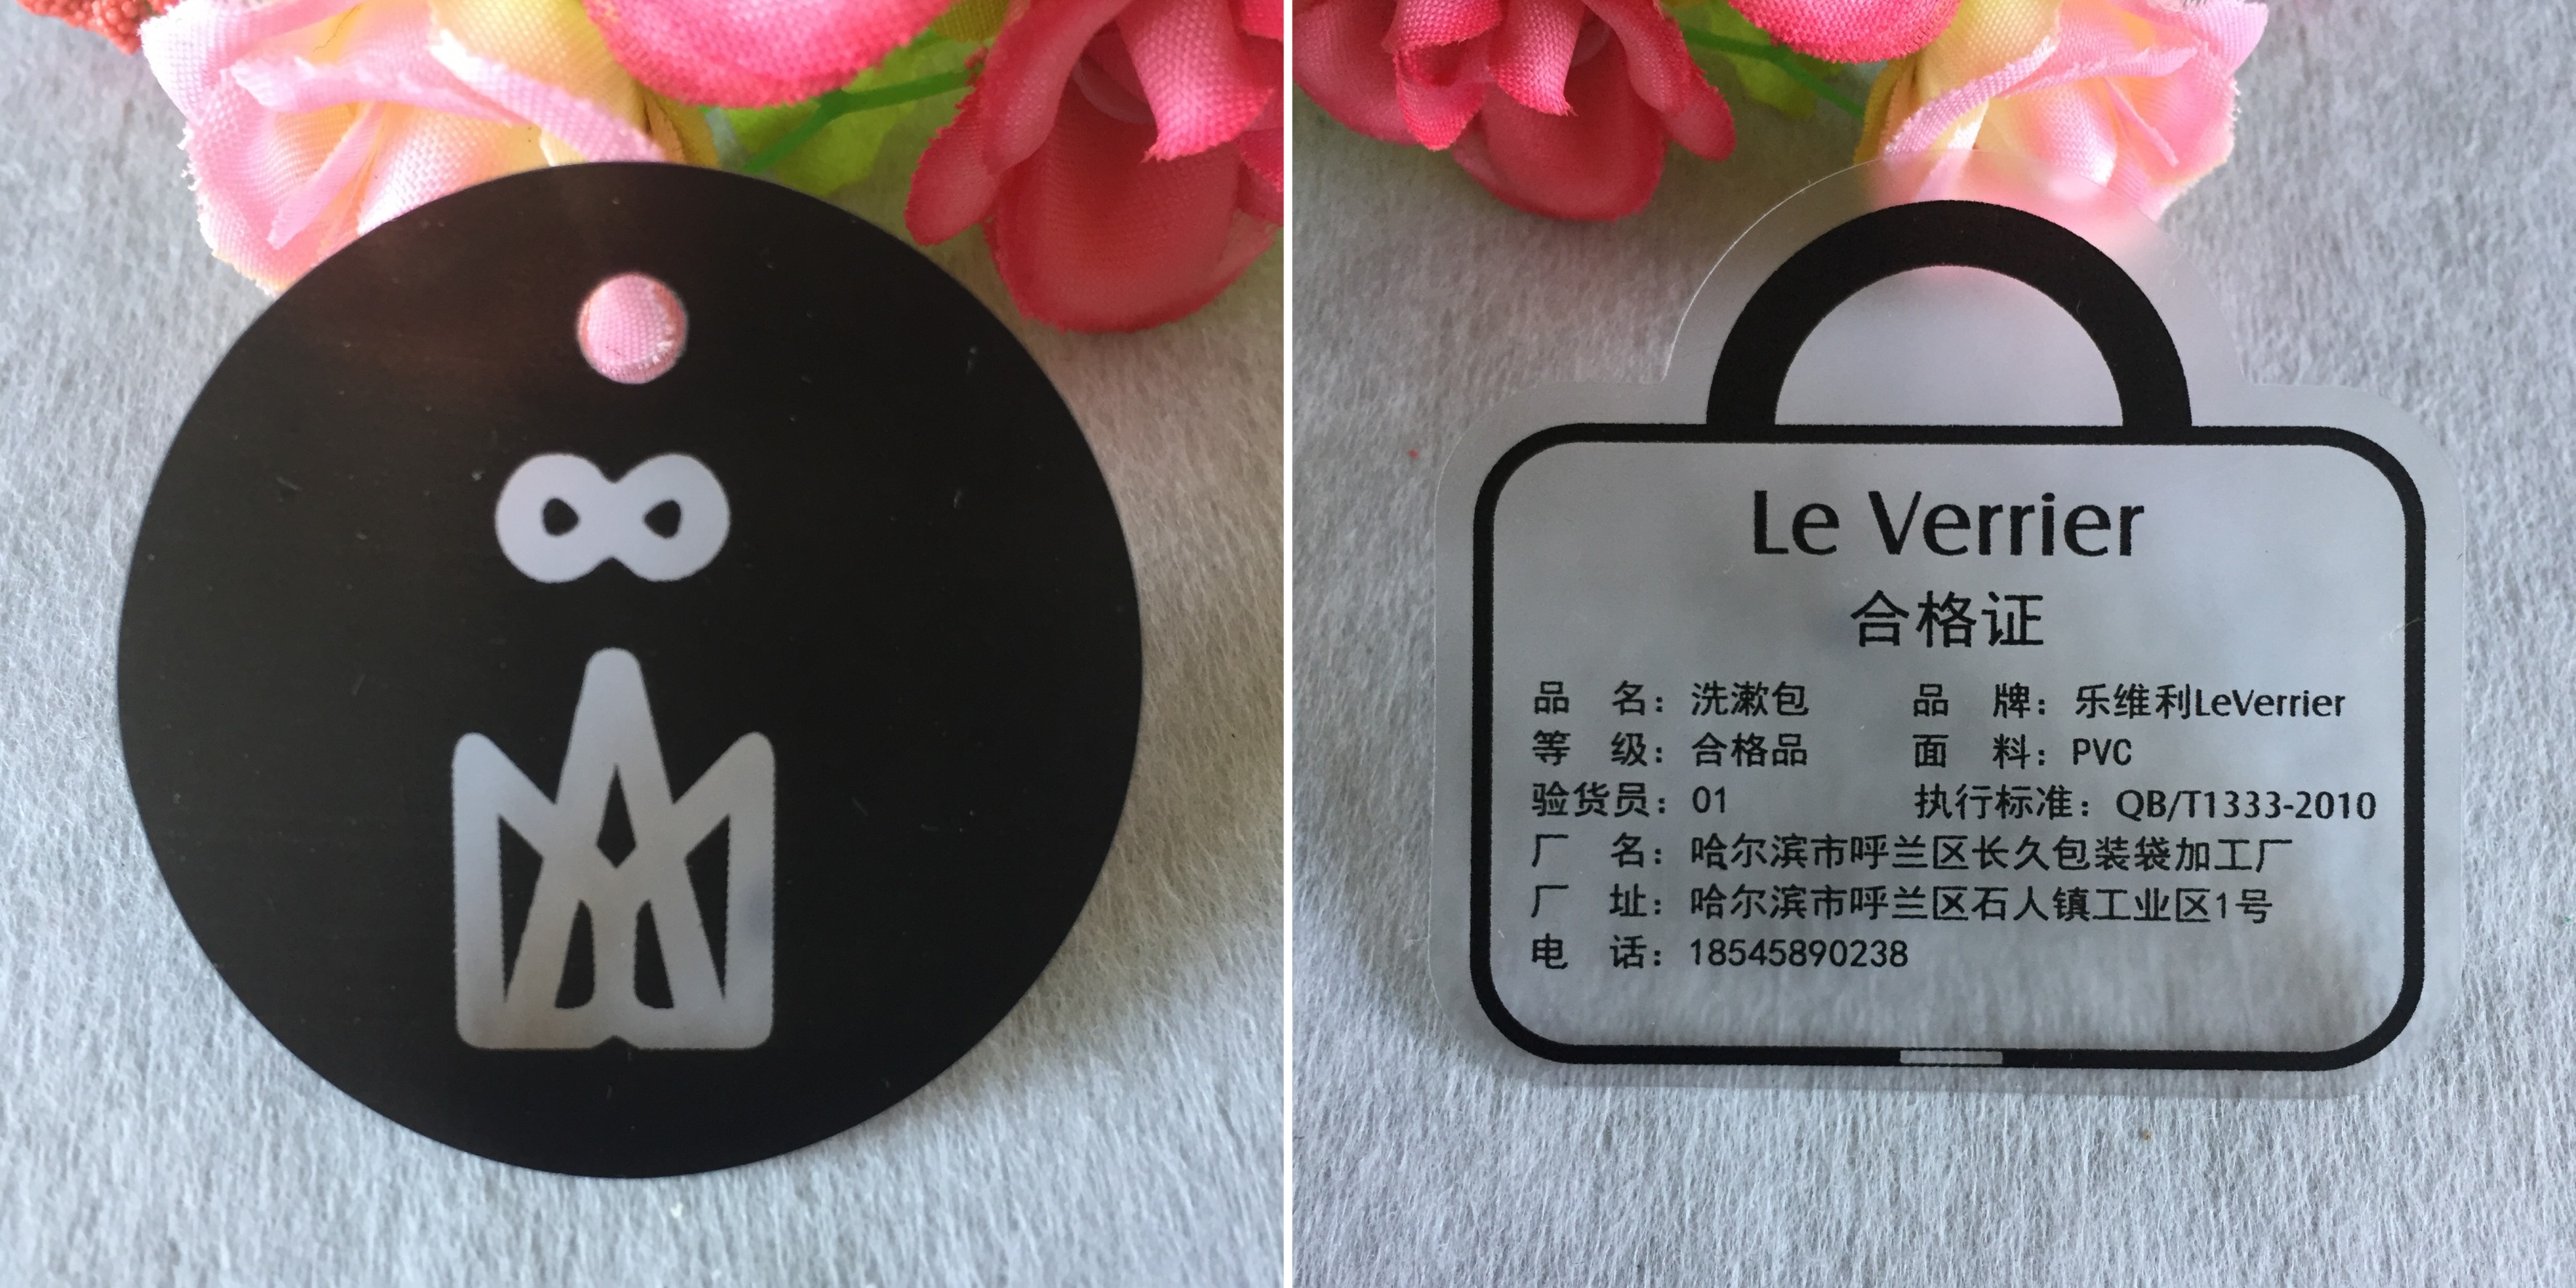 Le Verrier
合格证
品 名：洗漱包 品 牌：乐维利LeVerrier
等 级：合格品 面 料：PVC
验货员：01 执行标准：QB/T1333-2010
厂 名：哈尔滨市呼兰区长久包装袋加工厂
厂 址：哈尔滨市呼兰区石人镇工业区1号
电 话：18545890238